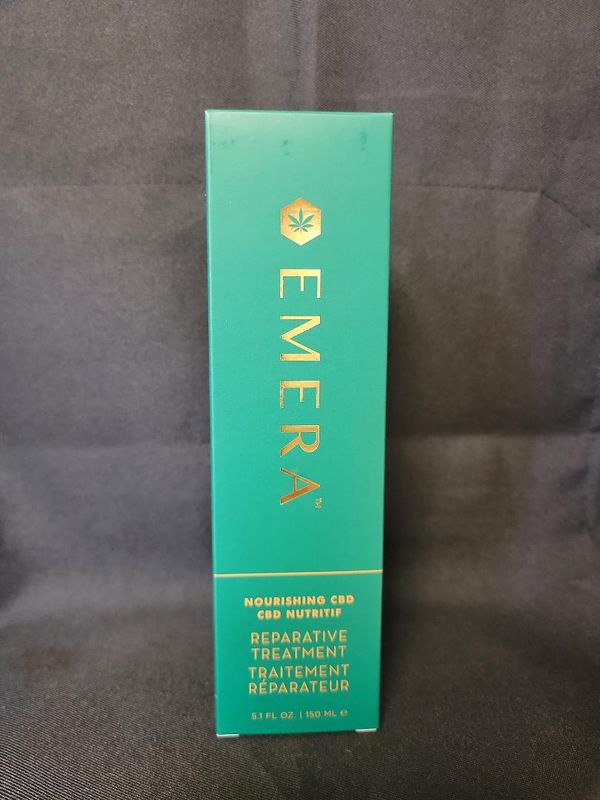 EMERA™
NOURISHING CBD
CBD NUTRITIF
REPARATIVE
TREATMENT
TRAITEMENT
RÉPARATEUR
5.1 FL OZ. | 150 ML ℮